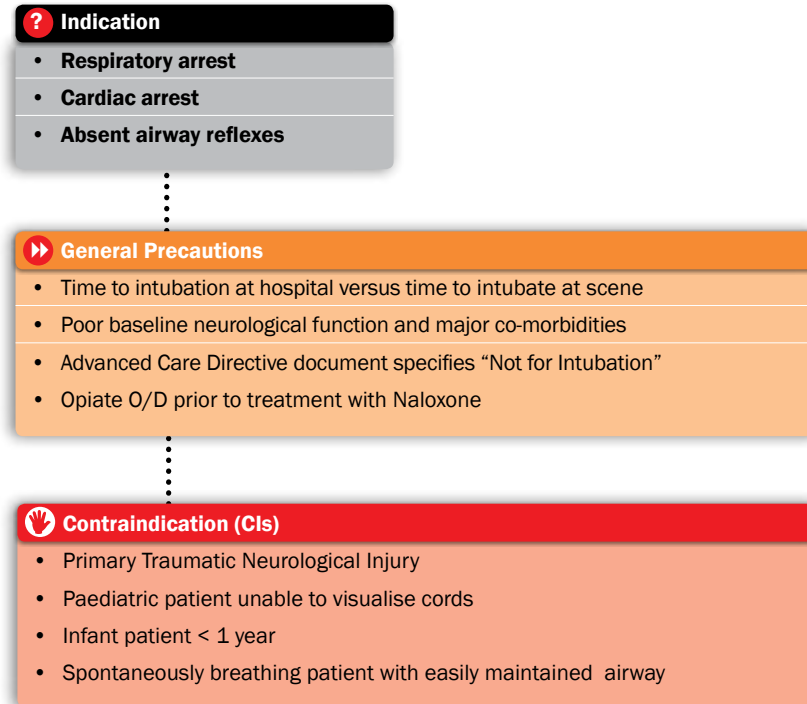 ? Indication
• Respiratory arrest
• Cardiac arrest
• Absent airway reflexes
General Precautions
• Time to intubation at hospital versus time to intubate at scene
• Poor baseline neurological function and major co-morbidities
• Advanced Care Directive document specifies “Not for Intubation”
• Opiate O/D prior to treatment with Naloxone
Contraindication (CIs)
• Primary Traumatic Neurological Injury
• Paediatric patient unable to visualise cords
• Infant patient < 1 year
• Spontaneously breathing patient with easily maintained airway